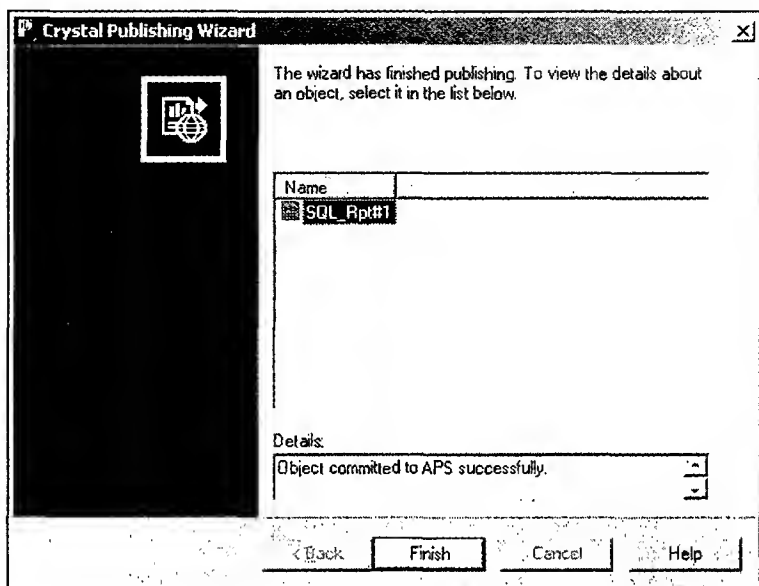 Crystal Publishing Wizard
The wizard has finished publishing. To view the details about
an object, select it in the list below.
Name
SQL_Rpt#1
Details:
Object committed to APS successfully.
< Back
Finish
Cancel
Help